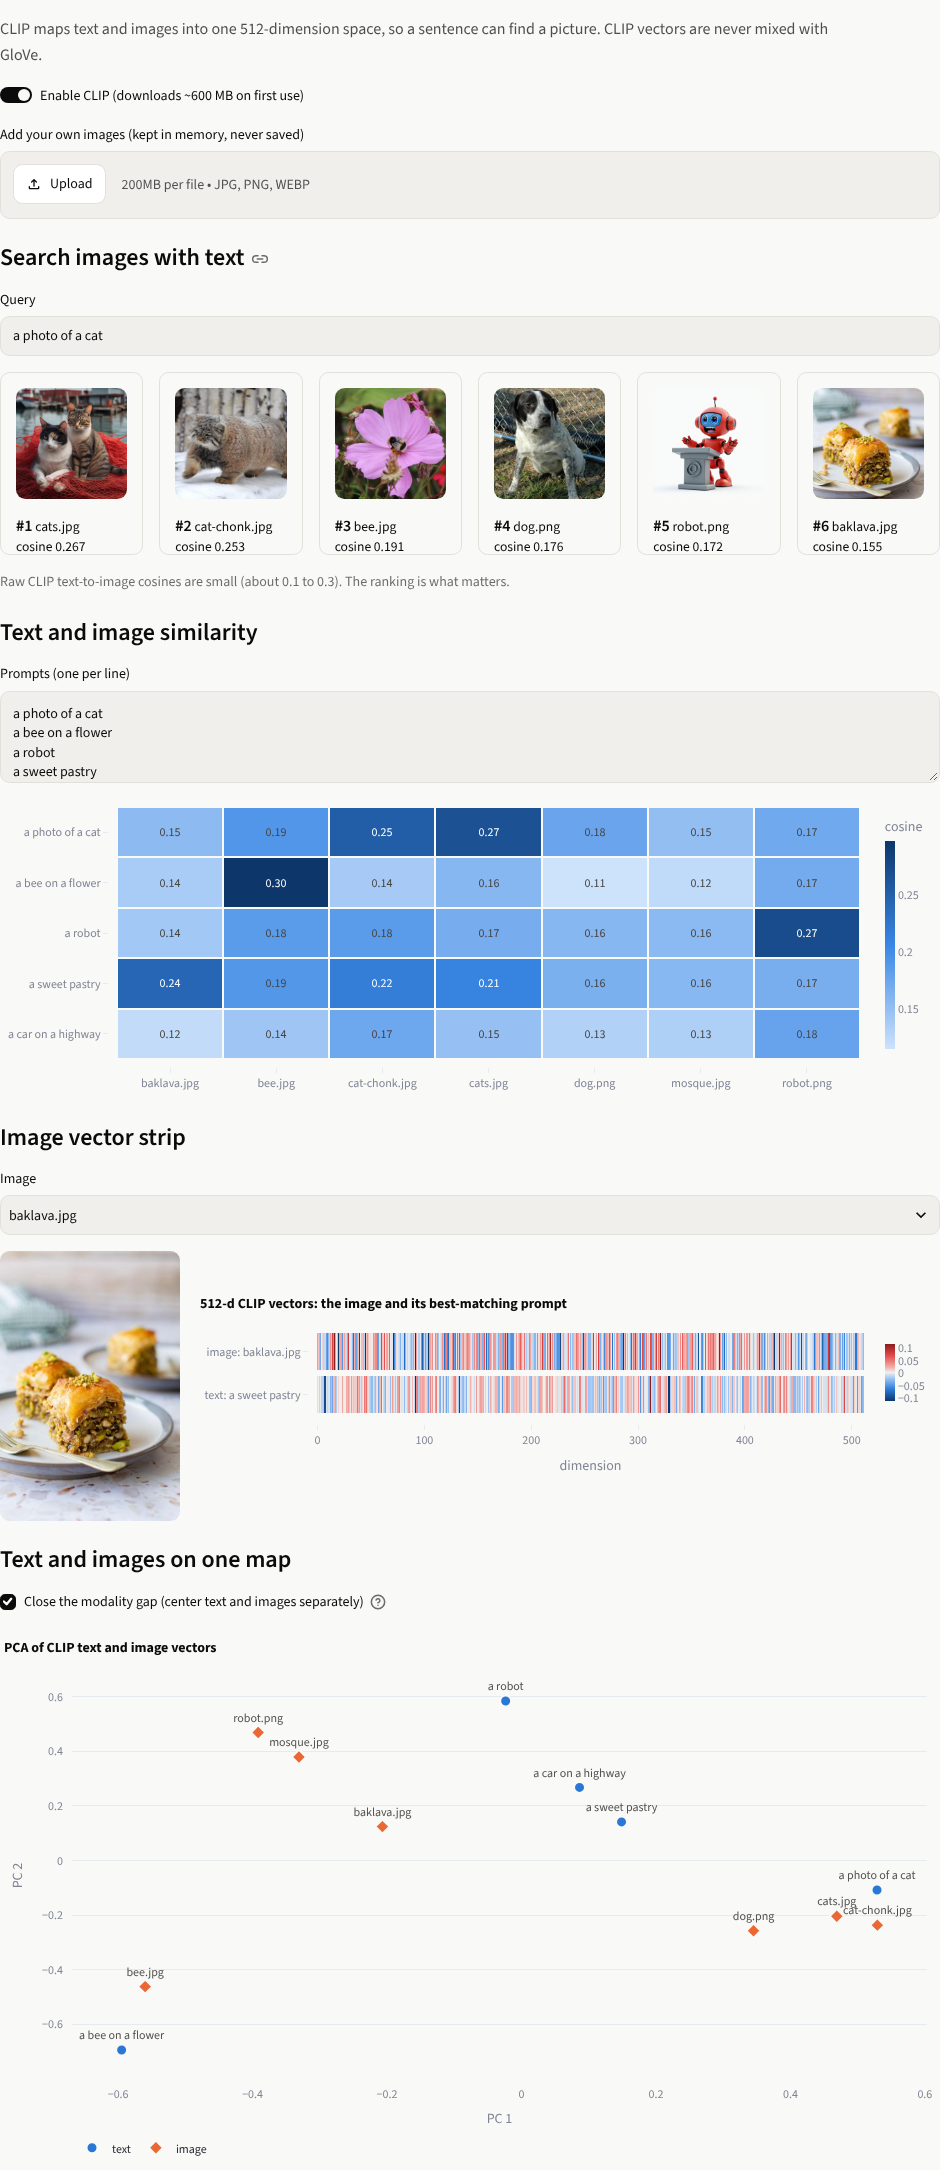 CLIP maps text and images into one 512-dimension space, so a sentence can find a picture. CLIP vectors are never mixed with
GloVe.
Enable CLIP (downloads ~600 MB on first use)
Add your own images (kept in memory, never saved)
Upload 200MB per file • JPG, PNG, WEBP
Search images with text
Query
a photo of a cat
#1 cats.jpg #2 cat-chonk.jpg #3 bee.jpg #4 dog.png #5 robot.png #6 baklava.jpg
cosine 0.267 cosine 0.253 cosine 0.191 cosine 0.176 cosine 0.172 cosine 0.155
Raw CLIP text-to-image cosines are small (about 0.1 to 0.3). The ranking is what matters.
Text and image similarity
Prompts (one per line)
a photo of a cat
a bee on a flower
a robot
a sweet pastry
cosine
a photo of a cat 0.15 0.19 0.25 0.27 0.18 0.15 0.17
a bee on a flower 0.14 0.30 0.14 0.16 0.11 0.12 0.17
0.25
a robot 0.14 0.18 0.18 0.17 0.16 0.16 0.27
0.2
a sweet pastry 0.24 0.19 0.22 0.21 0.16 0.16 0.17
0.15
a car on a highway 0.12 0.14 0.17 0.15 0.13 0.13 0.18
baklava.jpg bee.jpg cat-chonk.jpg cats.jpg dog.png mosque.jpg robot.png
Image vector strip
Image
baklava.jpg
512-d CLIP vectors: the image and its best-matching prompt
image: baklava.jpg
text: a sweet pastry
0.1
0.05
0
−0.05
−0.1
0 100 200 300 400 500
dimension
Text and images on one map
Close the modality gap (center text and images separately)
PCA of CLIP text and image vectors
a robot
0.6
robot.png
mosque.jpg
0.4
a car on a highway
a sweet pastry
0.2
baklava.jpg
0
a photo of a cat
PC 2
cats.jpg
cat-chonk.jpg
dog.png
−0.2
−0.4
bee.jpg
−0.6
a bee on a flower
−0.6 −0.4 −0.2 0 0.2 0.4 0.6
PC 1
text image